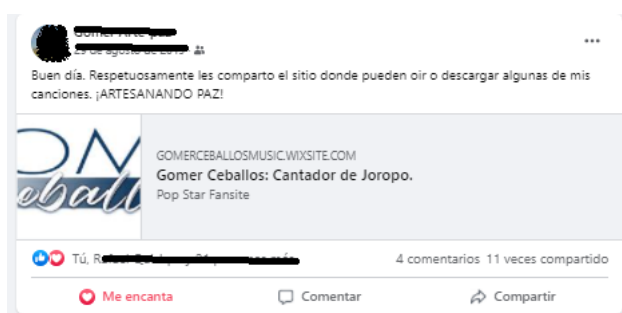 Buen día. Respetuosamente les comparto el sitio donde pueden oir o descargar algunas de mis
canciones. ¡ARTESANANDO PAZ!
OM
eball
GOMERCEBALLOSMUSIC.WIXSITE.COM
Gomer Ceballos: Cantador de Joropo.
Pop Star Fansite
Tú,
4 comentarios 11 veces compartido
Me encanta
Comentar
Compartir